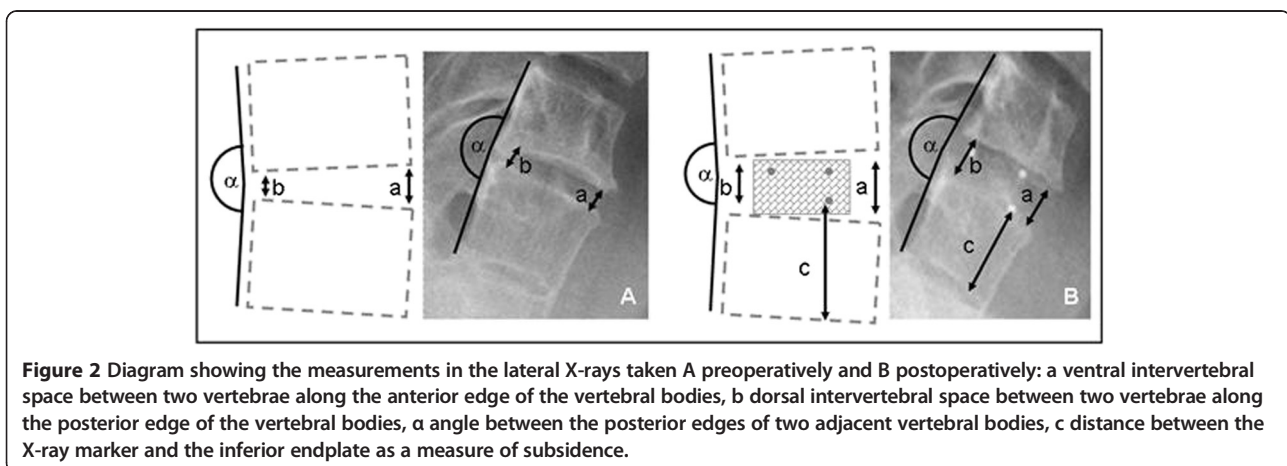 α
b
a
α
b
a
A
α
b
a
c
α
b
a
c
B
Figure 2 Diagram showing the measurements in the lateral X-rays taken A preoperatively and B postoperatively: a ventral intervertebral
space between two vertebrae along the anterior edge of the vertebral bodies, b dorsal intervertebral space between two vertebrae along
the posterior edge of the vertebral bodies, α angle between the posterior edges of two adjacent vertebral bodies, c distance between the
X-ray marker and the inferior endplate as a measure of subsidence.